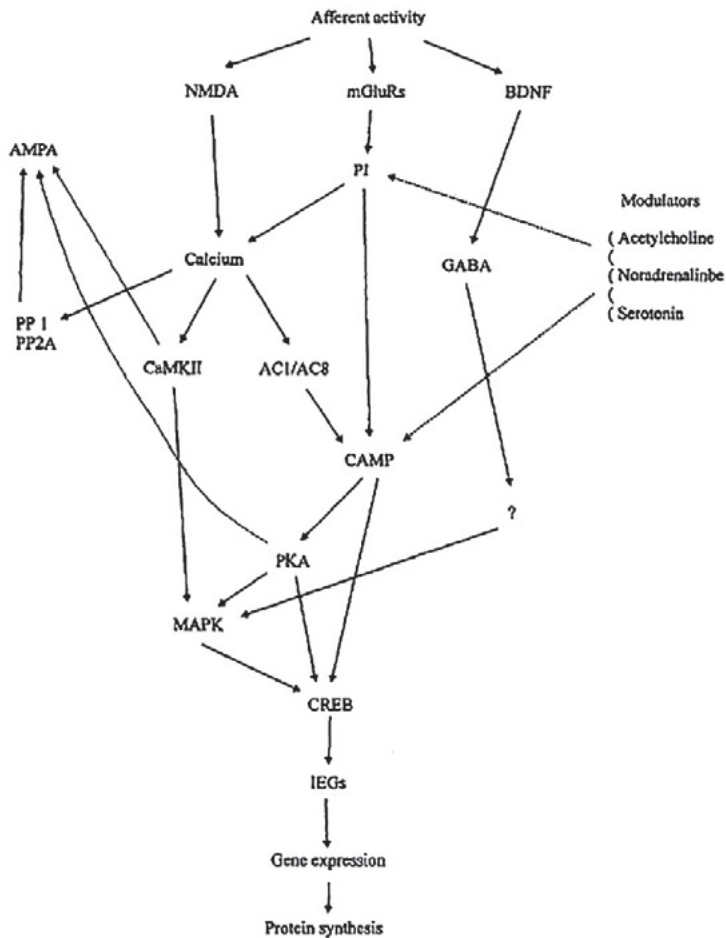 Afferent activity
NMDA
mGluRs
BDNF
AMPA
PI
Modulators
( Acetylcholine
(
( Noradrenalinbe
(
( Serotonin
Calcium
GABA
PP 1
PP2A
CaMKII
AC1/AC8
CAMP
?
PKA
MAPK
CREB
IEGs
Gene expression
Protein synthesis